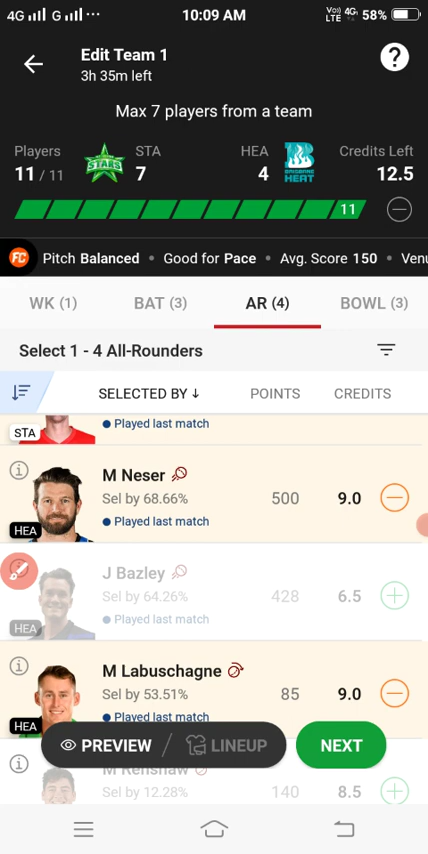 4G G ... 10:09 AM Vo) LTE 4G 58%
Edit Team 1
3h 35m left
?
Max 7 players from a team
Players STA HEA Credits Left
11 / 11 STARS 7 4 BRISBANE HEAT 12.5
11
FC Pitch Balanced • Good for Pace • Avg. Score 150 • Venu
WK (1) BAT (3) AR (4) BOWL (3)
Select 1 - 4 All-Rounders
SELECTED BY ↓ POINTS CREDITS
• Played last match
STA
M Neser
Sel by 68.66% 500 9.0
• Played last match
HEA
J Bazley
Sel by 64.26% 428 6.5
• Played last match
HEA
M Labuschagne
Sel by 53.51% 85 9.0
• Played last match
HEA
PREVIEW / LINEUP NEXT
M Renshaw
Sel by 12.28% 140 8.5